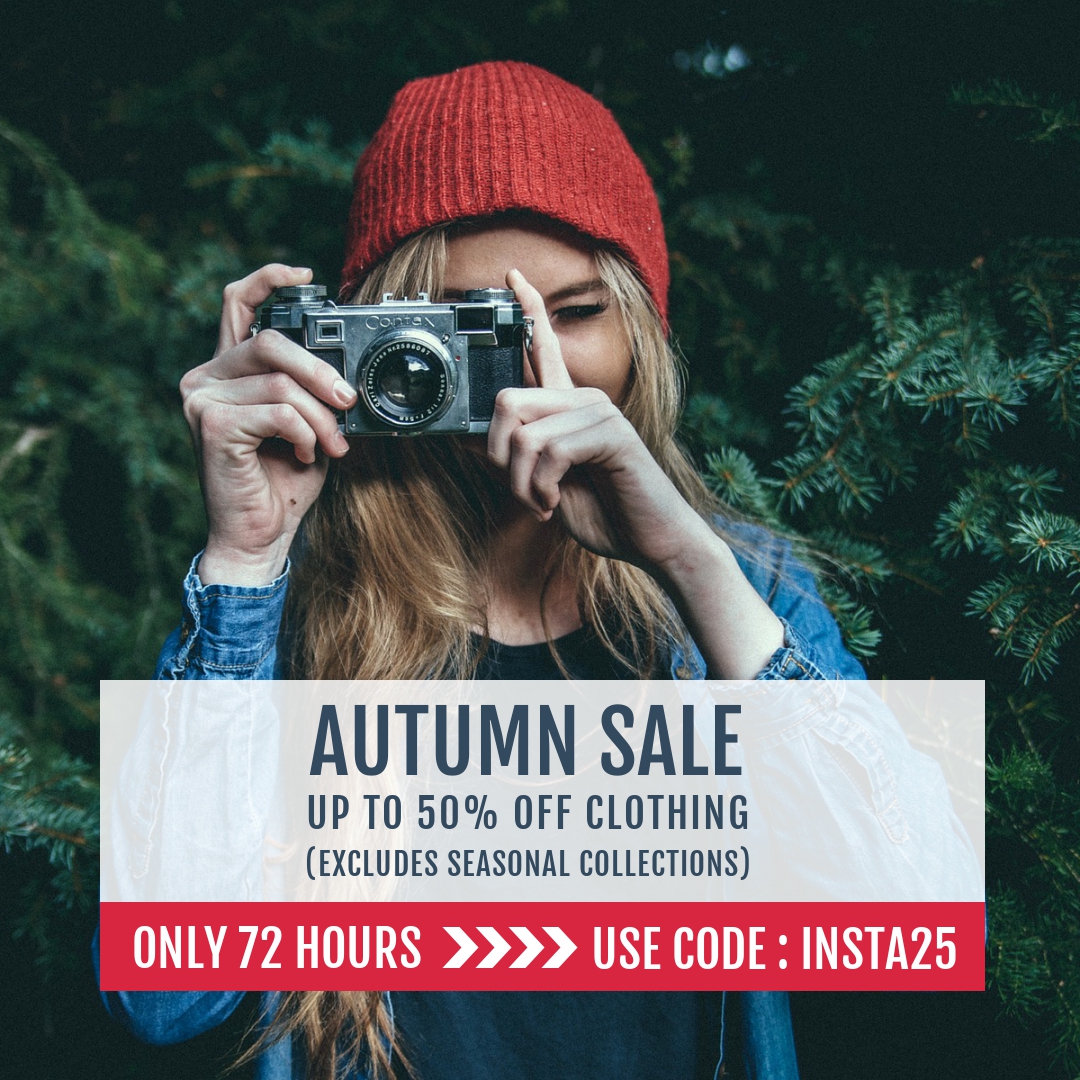 Contax
AUTUMN SALE
UP TO 50% OFF CLOTHING
(EXCLUDES SEASONAL COLLECTIONS)
ONLY 72 HOURS
USE CODE : INSTA25